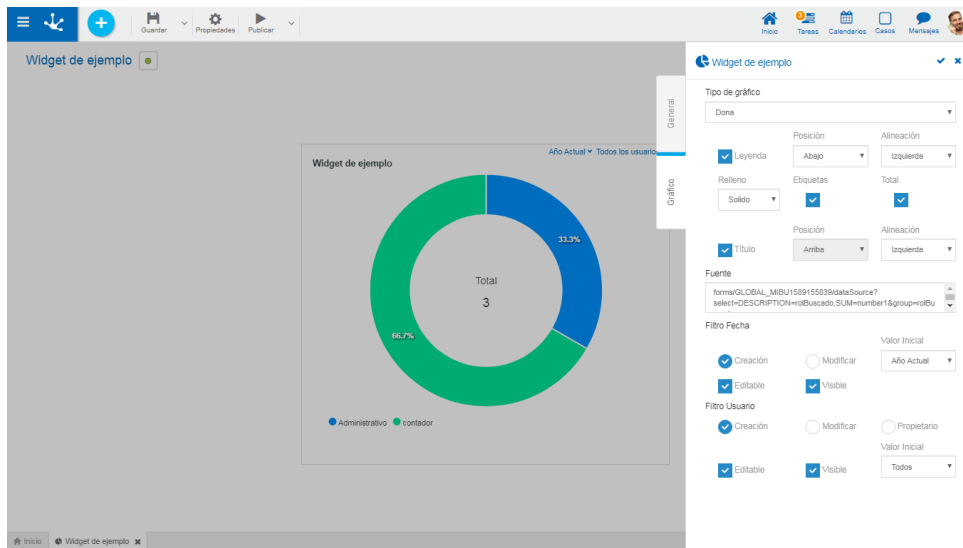 Guardar
Propiedades
Publicar
Inicio
3
Tareas
Calendarios
Casos
Mensajes
Widget de ejemplo
Widget de ejemplo
General
Gráfico
Tipo de gráfico
Dona
Posición Alineación
Leyenda Abajo Izquierda
Relleno Etiquetas Total
Solido
Posición Alineación
Título Arriba Izquierda
Fuente
forms/GLOBAL_MIBU1589155839/dataSource?
select=DESCRIPTION=rolBuscado,SUM=number1&group=rolBu
Filtro Fecha
Valor Inicial
Creación Modificar Año Actual
Editable Visible
Filtro Usuario
Creación Modificar Propietario
Valor Inicial
Editable Visible Todos
Año Actual Todos los usuario
Widget de ejemplo
33.3%
Total
3
66.7%
Administrativo contador
Inicio Widget de ejemplo